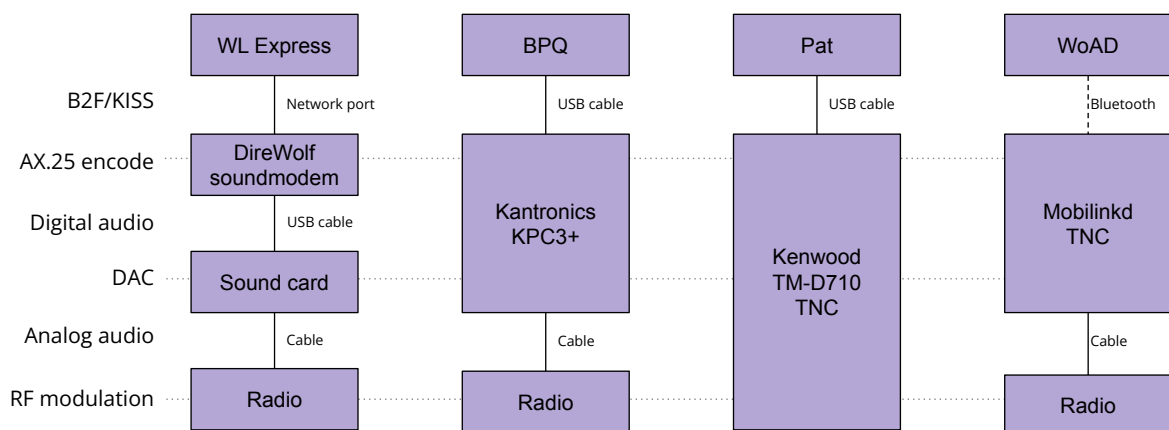 WL Express
BPQ
Pat
WoAD
B2F/KISS
Network port
USB cable
USB cable
Bluetooth
AX.25 encode
DireWolf
soundmodem
Digital audio
USB cable
Kantronics
KPC3+
Kenwood
TM-D710
TNC
Mobilinkd
TNC
DAC
Sound card
Analog audio
Cable
Cable
Cable
RF modulation
Radio
Radio
Radio